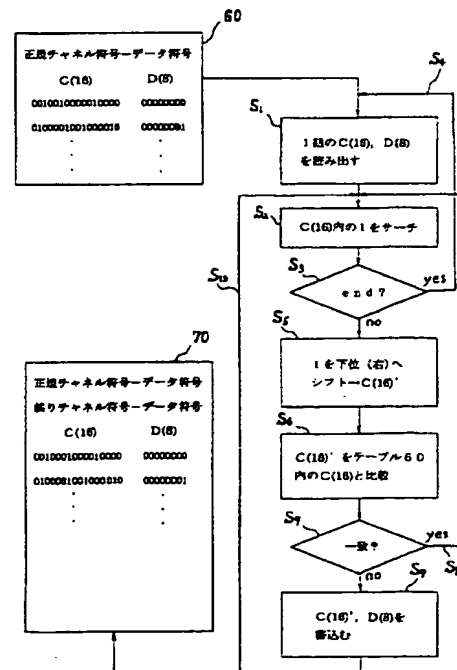 60
正規チャネル符号−データ符号
C(16) D(8)
0010010000010000 00000000
00000001
S4
S1
1組のC(16), D(8)
を読み出す
S2
C(16)内の1をサーチ
S3
end?
yes
no
S10
S5
1を下位(右)へ
シフト→C(16)'
70
正規チャネル符号−データ符号
誤りチャネル符号−データ符号
C(16) D(8)
00000000
00000001
S6
C(16)'をテーブル60
内のC(16)と比較
S7
一致?
yes
S8
no
S9
C(16)', D(8)を
書込む